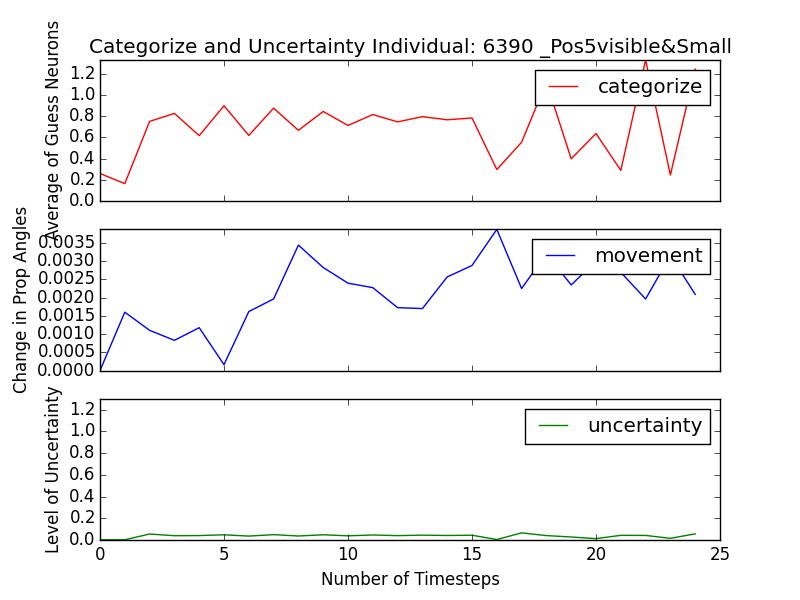 Categorize and Uncertainty Individual: 6390 _Pos5visible&Small
Average of Guess Neurons
1.2
1.0
0.8
0.6
0.4
0.2
0.0
categorize
Change in Prop Angles
0.0035
0.0030
0.0025
0.0020
0.0015
0.0010
0.0005
0.0000
movement
Level of Uncertainty
1.2
1.0
0.8
0.6
0.4
0.2
0.0
uncertainty
0 5 10 15 20 25
Number of Timesteps